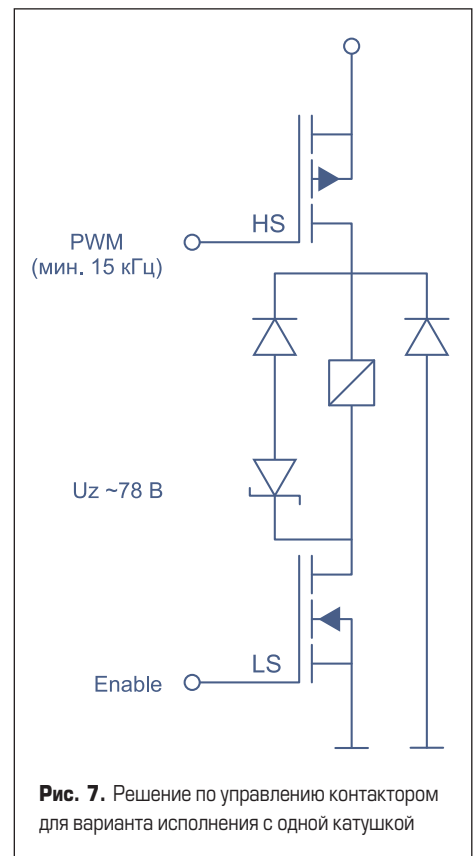 HS
PWM
(мин. 15 кГц)
Uz ~78 В
LS
Enable
Рис. 7. Решение по управлению контактором
для варианта исполнения с одной катушкой